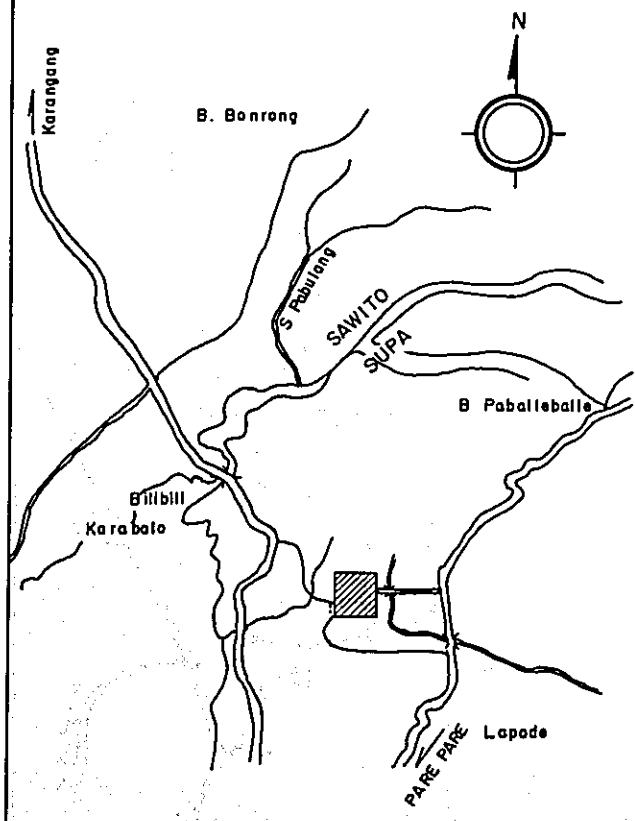 N
Karangang
B. Bonrong
S Pabulang
SAWITO
SUPA
B Paballeballe
Bilibili
Karabalo
Lapade
PARE PARE